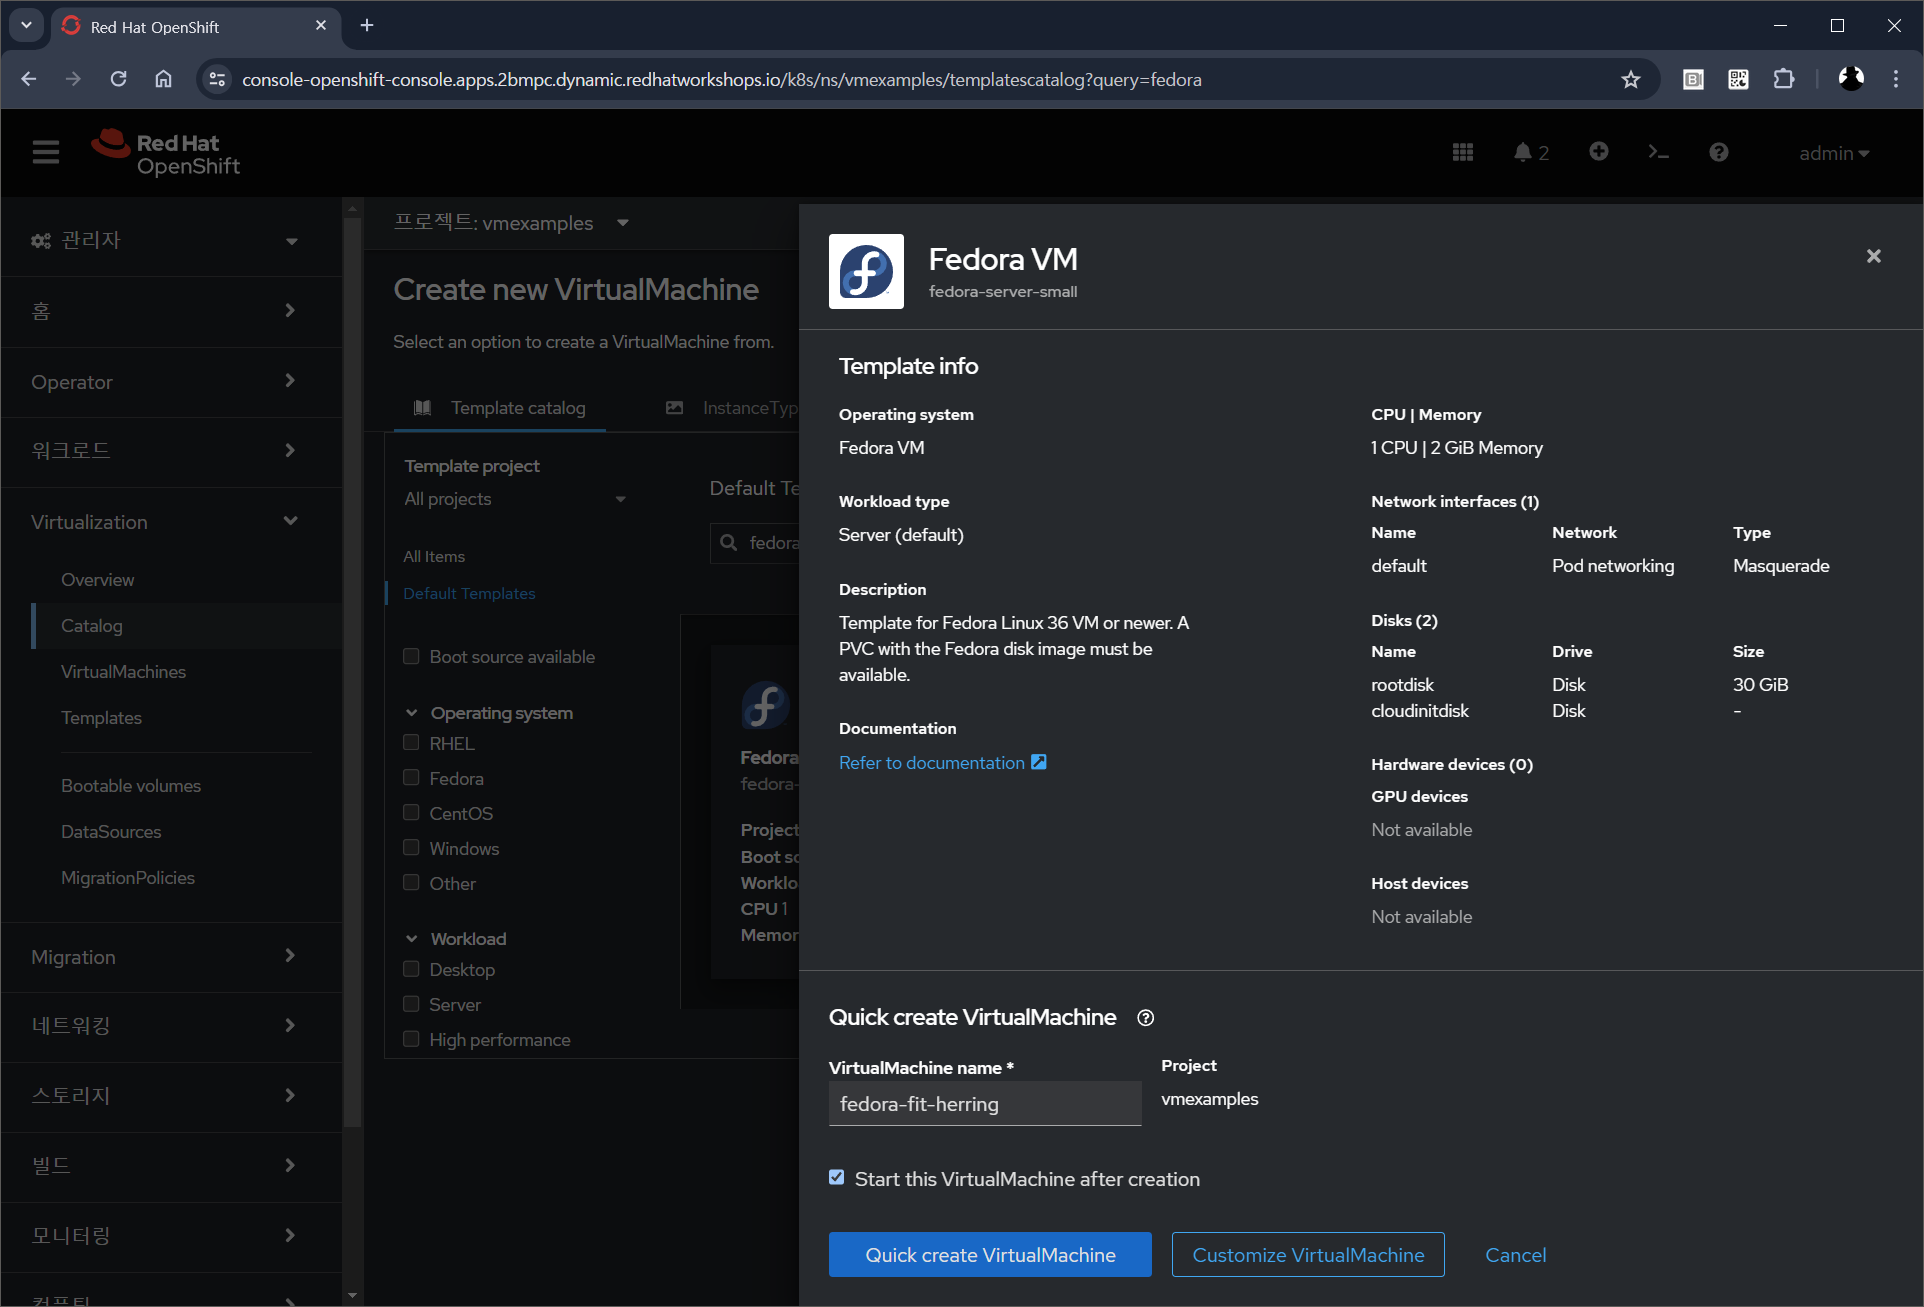 Red Hat OpenShift
console-openshift-console.apps.2bmpc.dynamic.redhatworkshops.io/k8s/ns/vmexamples/templatescatalog?query=fedora
Red Hat
OpenShift
2
admin
관리자
홈
Operator
워크로드
Virtualization
Overview
Catalog
VirtualMachines
Templates
Bootable volumes
DataSources
MigrationPolicies
Migration
네트워킹
스토리지
빌드
모니터링
프로젝트: vmexamples
Create new VirtualMachine
Select an option to create a VirtualMachine from.
Template catalog
InstanceTyp
Template project
All projects
All Items
Default Templates
Boot source available
Operating system
RHEL
Fedora
CentOS
Windows
Other
Workload
Desktop
Server
High performance
Default Te
fedora
Fedora
fedora-
Project
Boot so
Worklo
CPU 1
Memor
Fedora VM
fedora-server-small
Template info
Operating system
Fedora VM
Workload type
Server (default)
Description
Template for Fedora Linux 36 VM or newer. A
PVC with the Fedora disk image must be
available.
Documentation
Refer to documentation
CPU | Memory
1 CPU | 2 GiB Memory
Network interfaces (1)
Name Network Type
default Pod networking Masquerade
Disks (2)
Name Drive Size
rootdisk Disk 30 GiB
cloudinitdisk Disk -
Hardware devices (0)
GPU devices
Not available
Host devices
Not available
Quick create VirtualMachine
VirtualMachine name *
fedora-fit-herring
Project
vmexamples
Start this VirtualMachine after creation
Quick create VirtualMachine
Customize VirtualMachine
Cancel